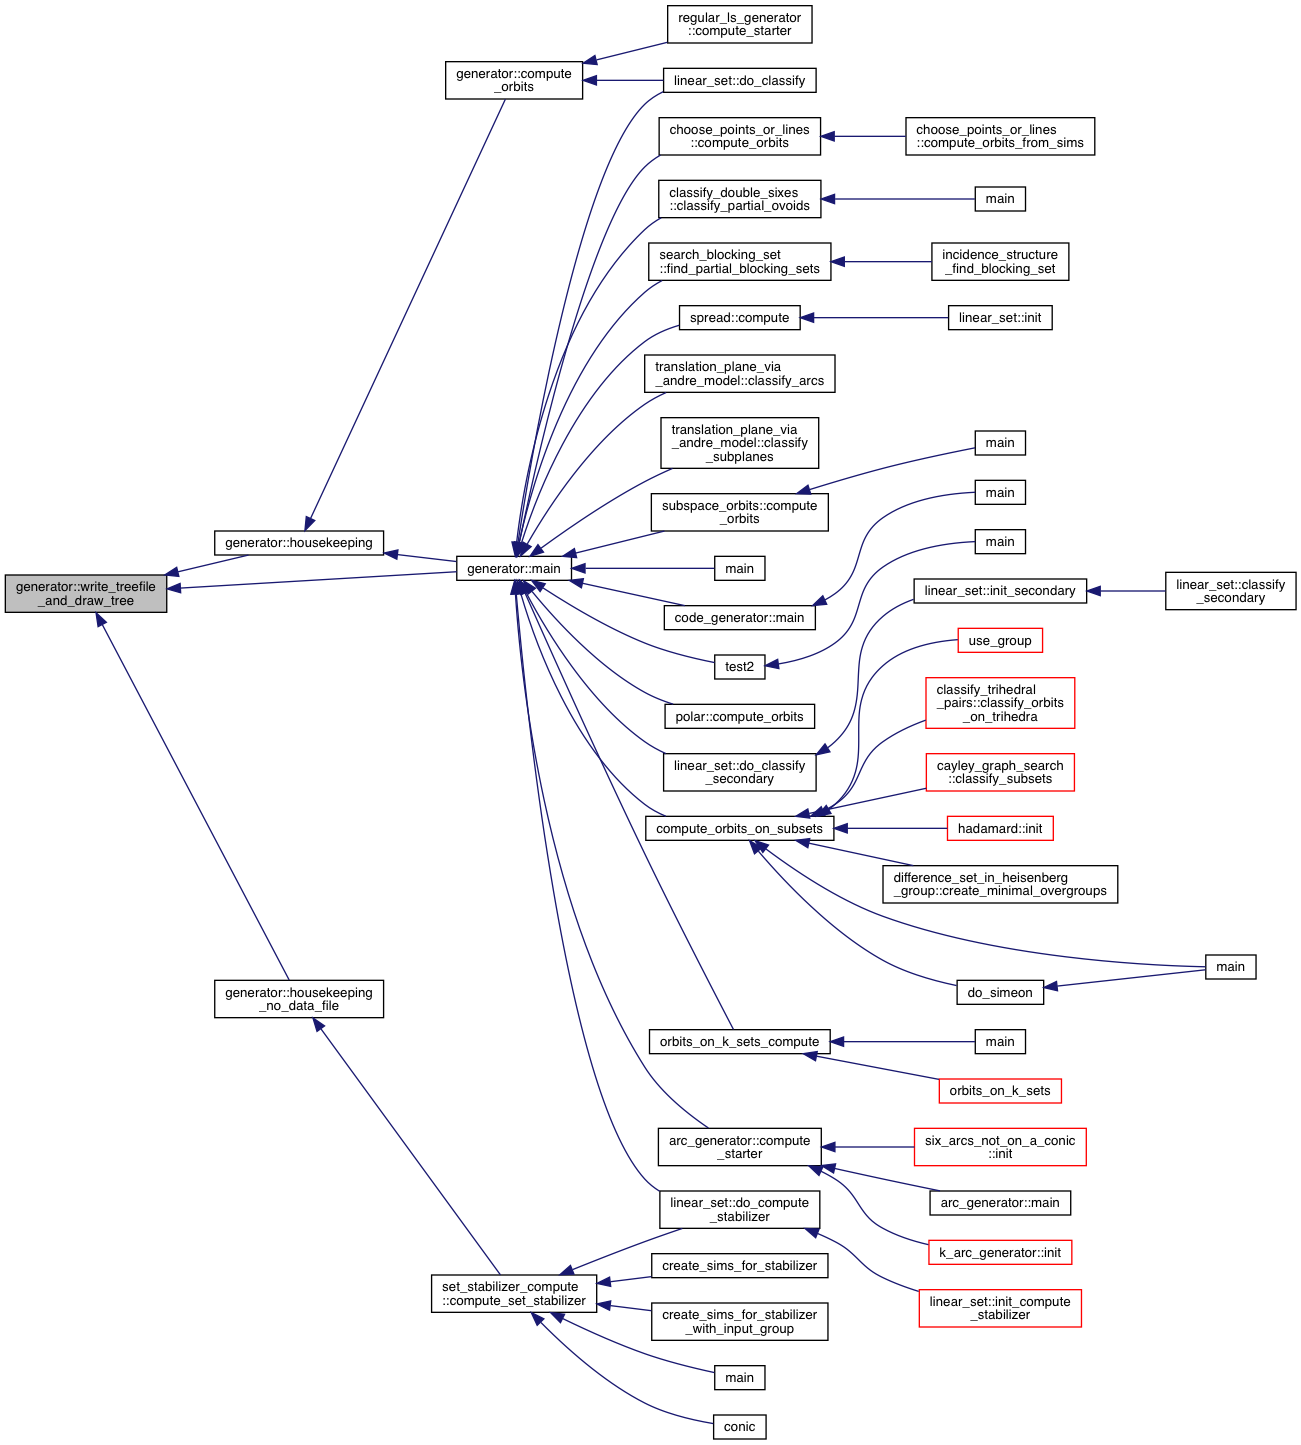 regular_ls_generator
::compute_starter
generator::compute
_orbits
linear_set::do_classify
choose_points_or_lines
::compute_orbits
choose_points_or_lines
::compute_orbits_from_sims
classify_double_sixes
::classify_partial_ovoids
main
search_blocking_set
::find_partial_blocking_sets
incidence_structure
_find_blocking_set
spread::compute
linear_set::init
translation_plane_via
_andre_model::classify_arcs
translation_plane_via
_andre_model::classify
_subplanes
main
subspace_orbits::compute
_orbits
main
generator::housekeeping
main
generator::main
main
generator::write_treefile
_and_draw_tree
linear_set::init_secondary
linear_set::classify
_secondary
code_generator::main
use_group
test2
classify_trihedral
_pairs::classify_orbits
_on_trihedra
polar::compute_orbits
linear_set::do_classify
_secondary
cayley_graph_search
::classify_subsets
compute_orbits_on_subsets
hadamard::init
difference_set_in_heisenberg
_group::create_minimal_overgroups
main
do_simeon
generator::housekeeping
_no_data_file
orbits_on_k_sets_compute
main
orbits_on_k_sets
arc_generator::compute
_starter
six_arcs_not_on_a_conic
::init
arc_generator::main
linear_set::do_compute
_stabilizer
k_arc_generator::init
create_sims_for_stabilizer
set_stabilizer_compute
::compute_set_stabilizer
linear_set::init_compute
_stabilizer
create_sims_for_stabilizer
_with_input_group
main
conic